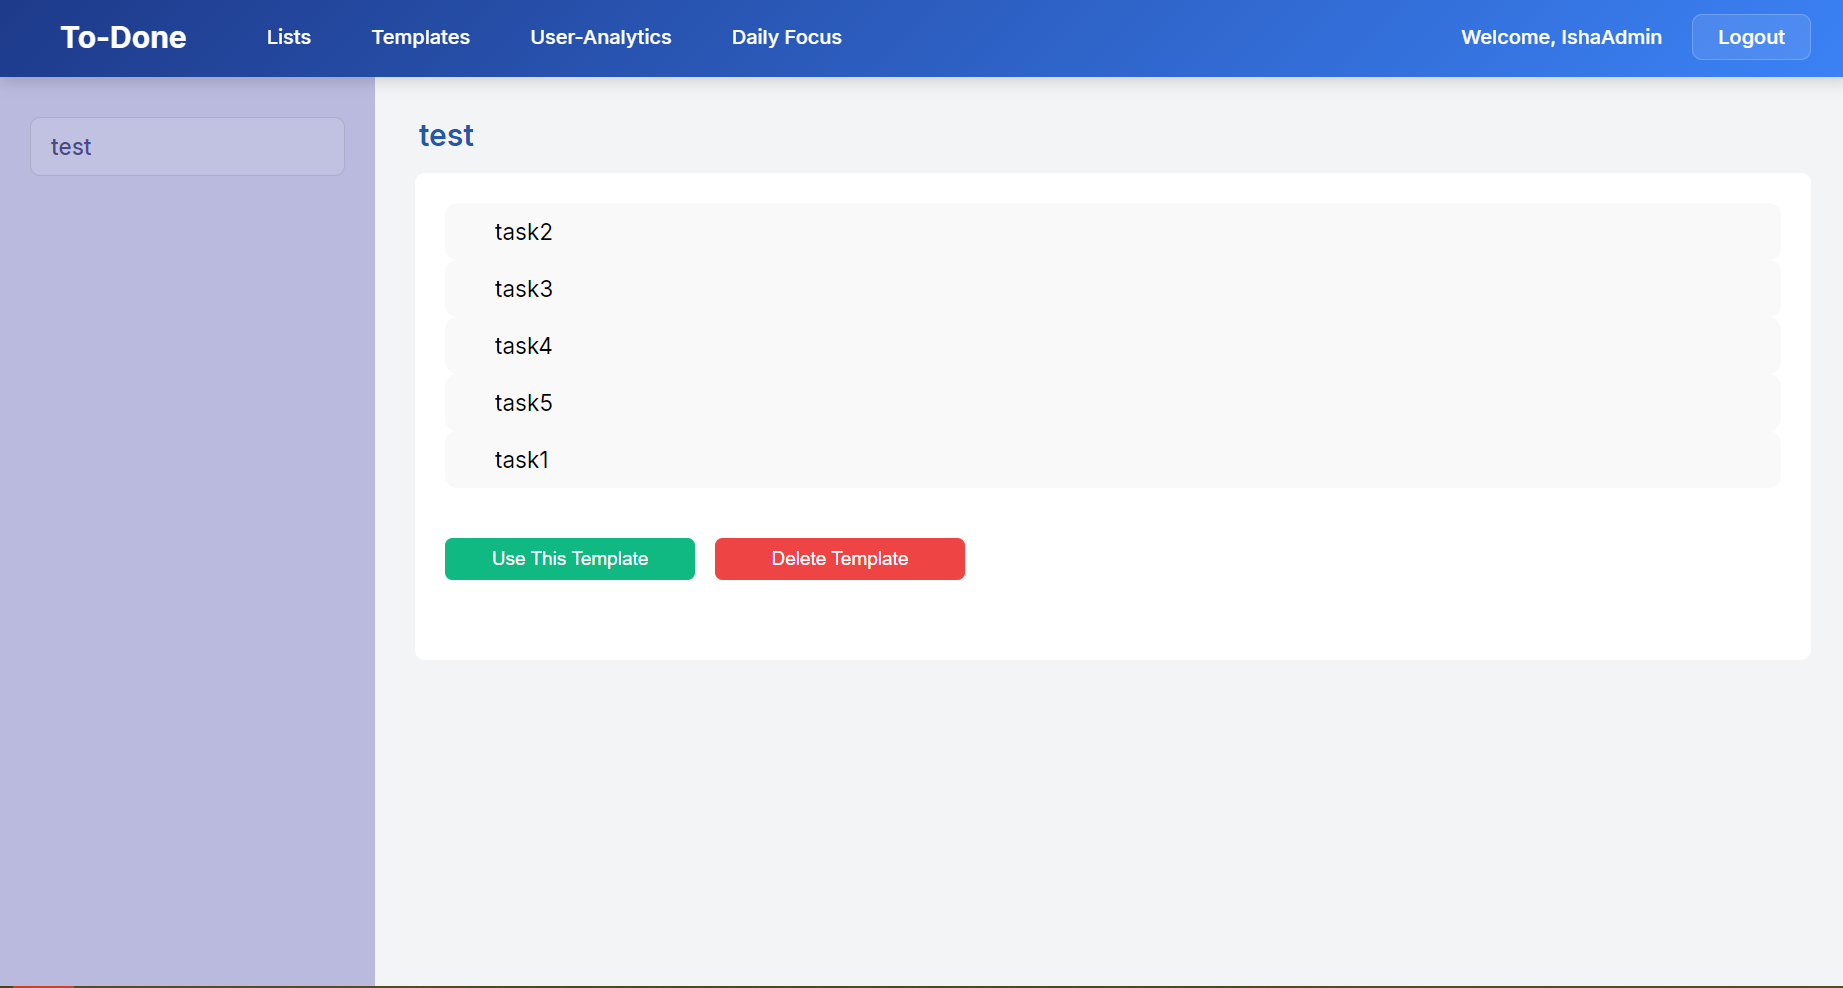 To-Done
Lists
Templates
User-Analytics
Daily Focus
Welcome, IshaAdmin
Logout
test
test
task2
task3
task4
task5
task1
Use This Template
Delete Template